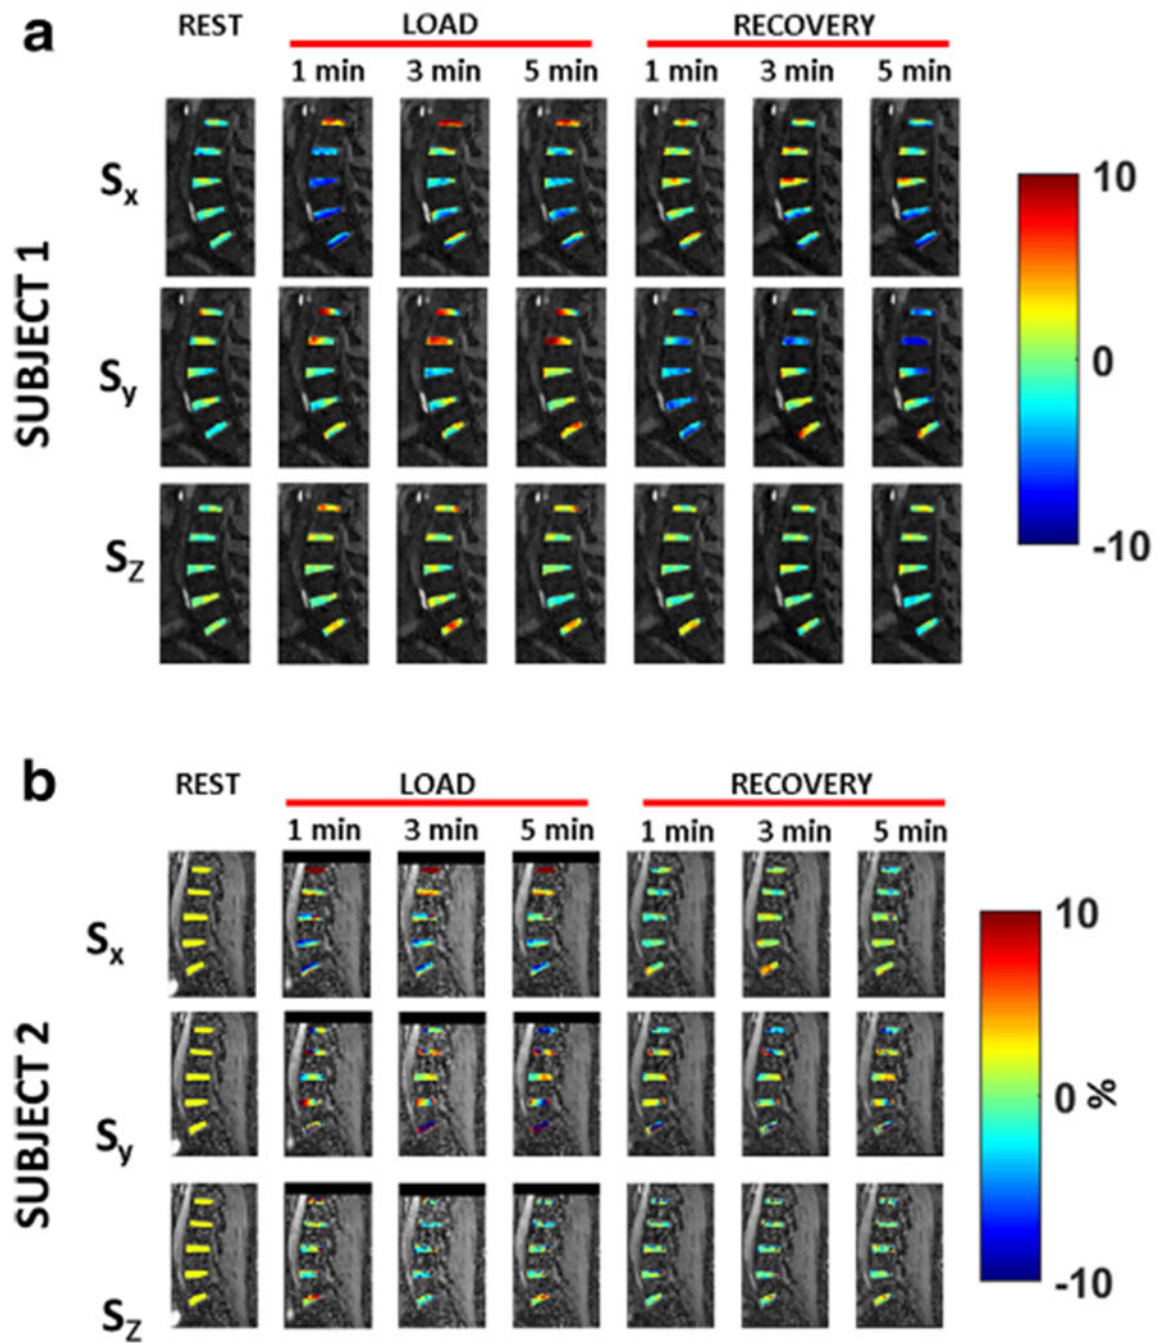 a
REST LOAD RECOVERY
1 min 3 min 5 min 1 min 3 min 5 min
SUBJECT 1
Sx
Sy
SZ
10
0
-10
b
REST LOAD RECOVERY
1 min 3 min 5 min 1 min 3 min 5 min
SUBJECT 2
Sx
Sy
SZ
10
0 %
-10